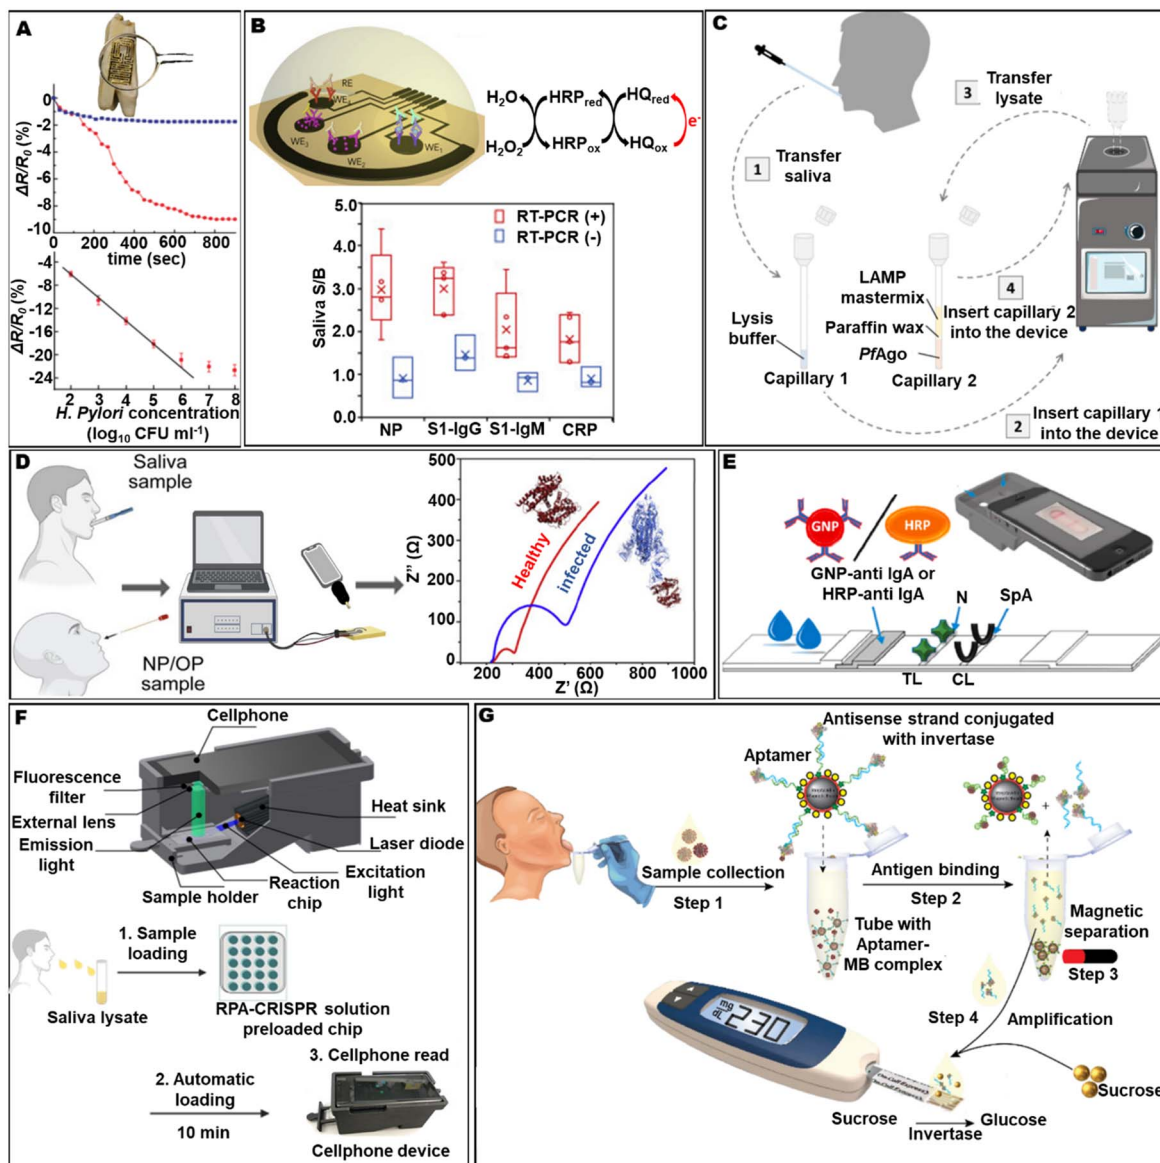 A
0
-2
-4
-6
-8
-10
ΔR/R0 (%)
0 200 400 600 800
time (sec)
-4
-8
-12
-16
-20
-24
ΔR/R0 (%)
1 2 3 4 5 6 7 8
H. Pylori concentration
(log10 CFU ml-1)
B
RE
WE4
WE3
WE2
WE1
H2O
HRPred
HQred
e-
H2O2
HRPox
HQox
RT-PCR (+)
RT-PCR (-)
5.0
4.0
3.0
2.0
1.0
0.0
Saliva S/B
NP S1-IgG S1-IgM CRP
C
1
Transfer
saliva
3
Transfer
lysate
4
Insert capillary 2
into the device
LAMP
mastermix
Paraffin wax
PfAgo
Lysis
buffer
Capillary 1
Capillary 2
2
Insert capillary 1
into the device
D
Saliva
sample
NP/OP
sample
500
400
300
200
100
0
Z'' (Ω)
Healthy
infected
200 400 600 800 1000
Z' (Ω)
E
GNP
HRP
GNP-anti IgA or
HRP-anti IgA
N
SpA
TL
CL
F
Cellphone
Fluorescence
filter
External lens
Emission
light
Sample holder
Reaction
chip
Excitation
light
Laser diode
Heat sink
1. Sample
loading
Saliva lysate
RPA-CRISPR solution
preloaded chip
2. Automatic
loading
10 min
3. Cellphone read
Cellphone device
G
Antisense strand conjugated
with invertase
Aptamer
Sample collection
Step 1
Antigen binding
Step 2
+
Tube with
Aptamer-
MB complex
Magnetic
separation
Step 3
Step 4
Amplification
mg
dL
230
Sucrose
Sucrose
Invertase
Glucose